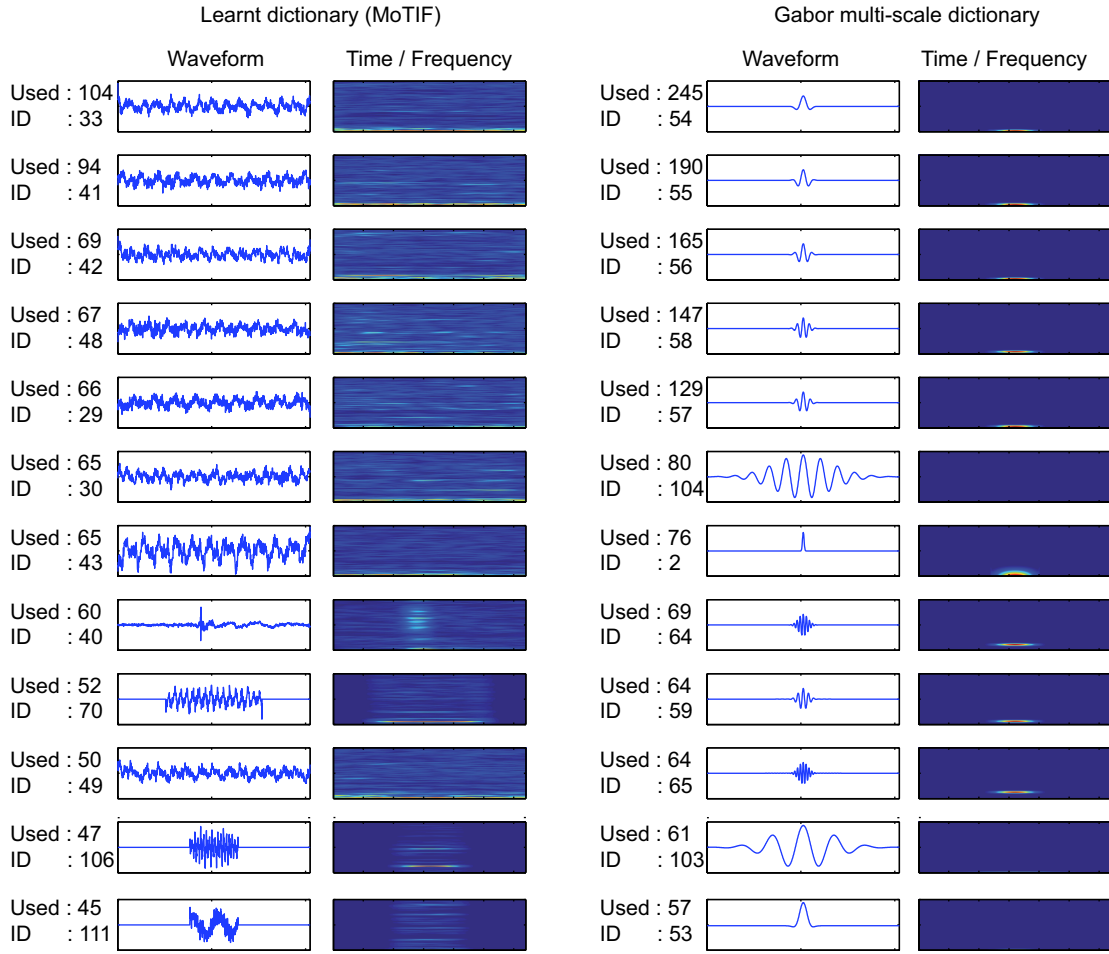 Learnt dictionary (MoTIF)
Gabor multi-scale dictionary
Waveform
Time / Frequency
Waveform
Time / Frequency
Used : 104
ID : 33
Used : 245
ID : 54
Used : 94
ID : 41
Used : 190
ID : 55
Used : 69
ID : 42
Used : 165
ID : 56
Used : 67
ID : 48
Used : 147
ID : 58
Used : 66
ID : 29
Used : 129
ID : 57
Used : 65
ID : 30
Used : 80
ID : 104
Used : 65
ID : 43
Used : 76
ID : 2
Used : 60
ID : 40
Used : 69
ID : 64
Used : 52
ID : 70
Used : 64
ID : 59
Used : 50
ID : 49
Used : 64
ID : 65
Used : 47
ID : 106
Used : 61
ID : 103
Used : 45
ID : 111
Used : 57
ID : 53